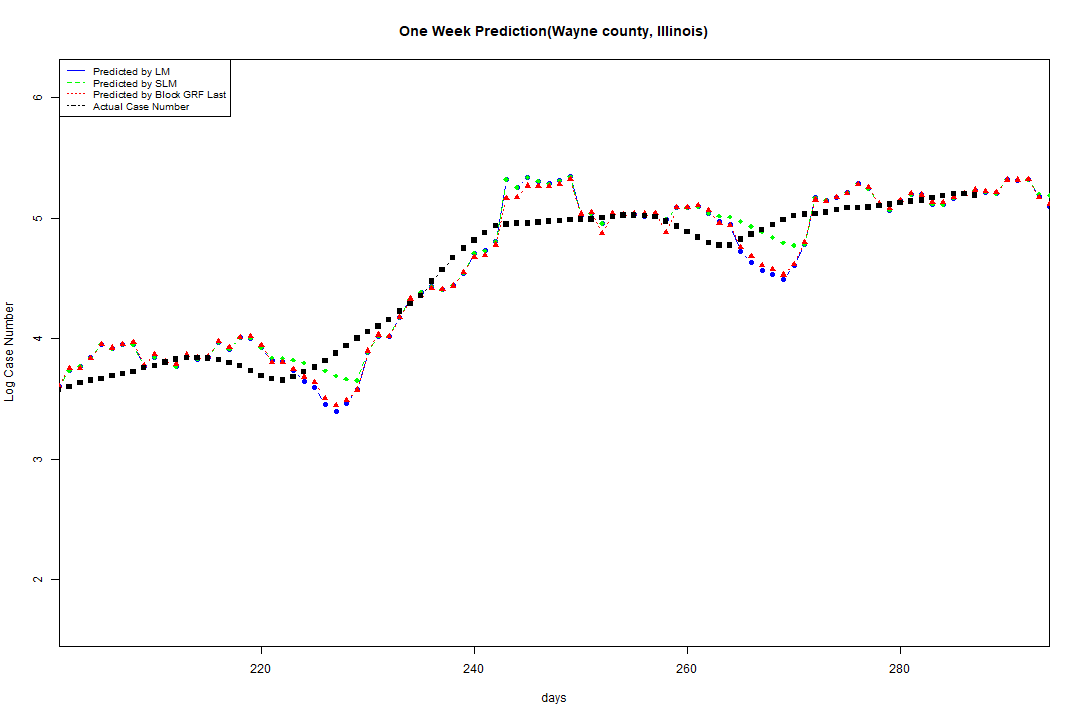 One Week Prediction(Wayne county, Illinois)
Predicted by LM
Predicted by SLM
Predicted by Block GRF Last
Actual Case Number
6
5
4
3
2
Log Case Number
220
240
260
280
days